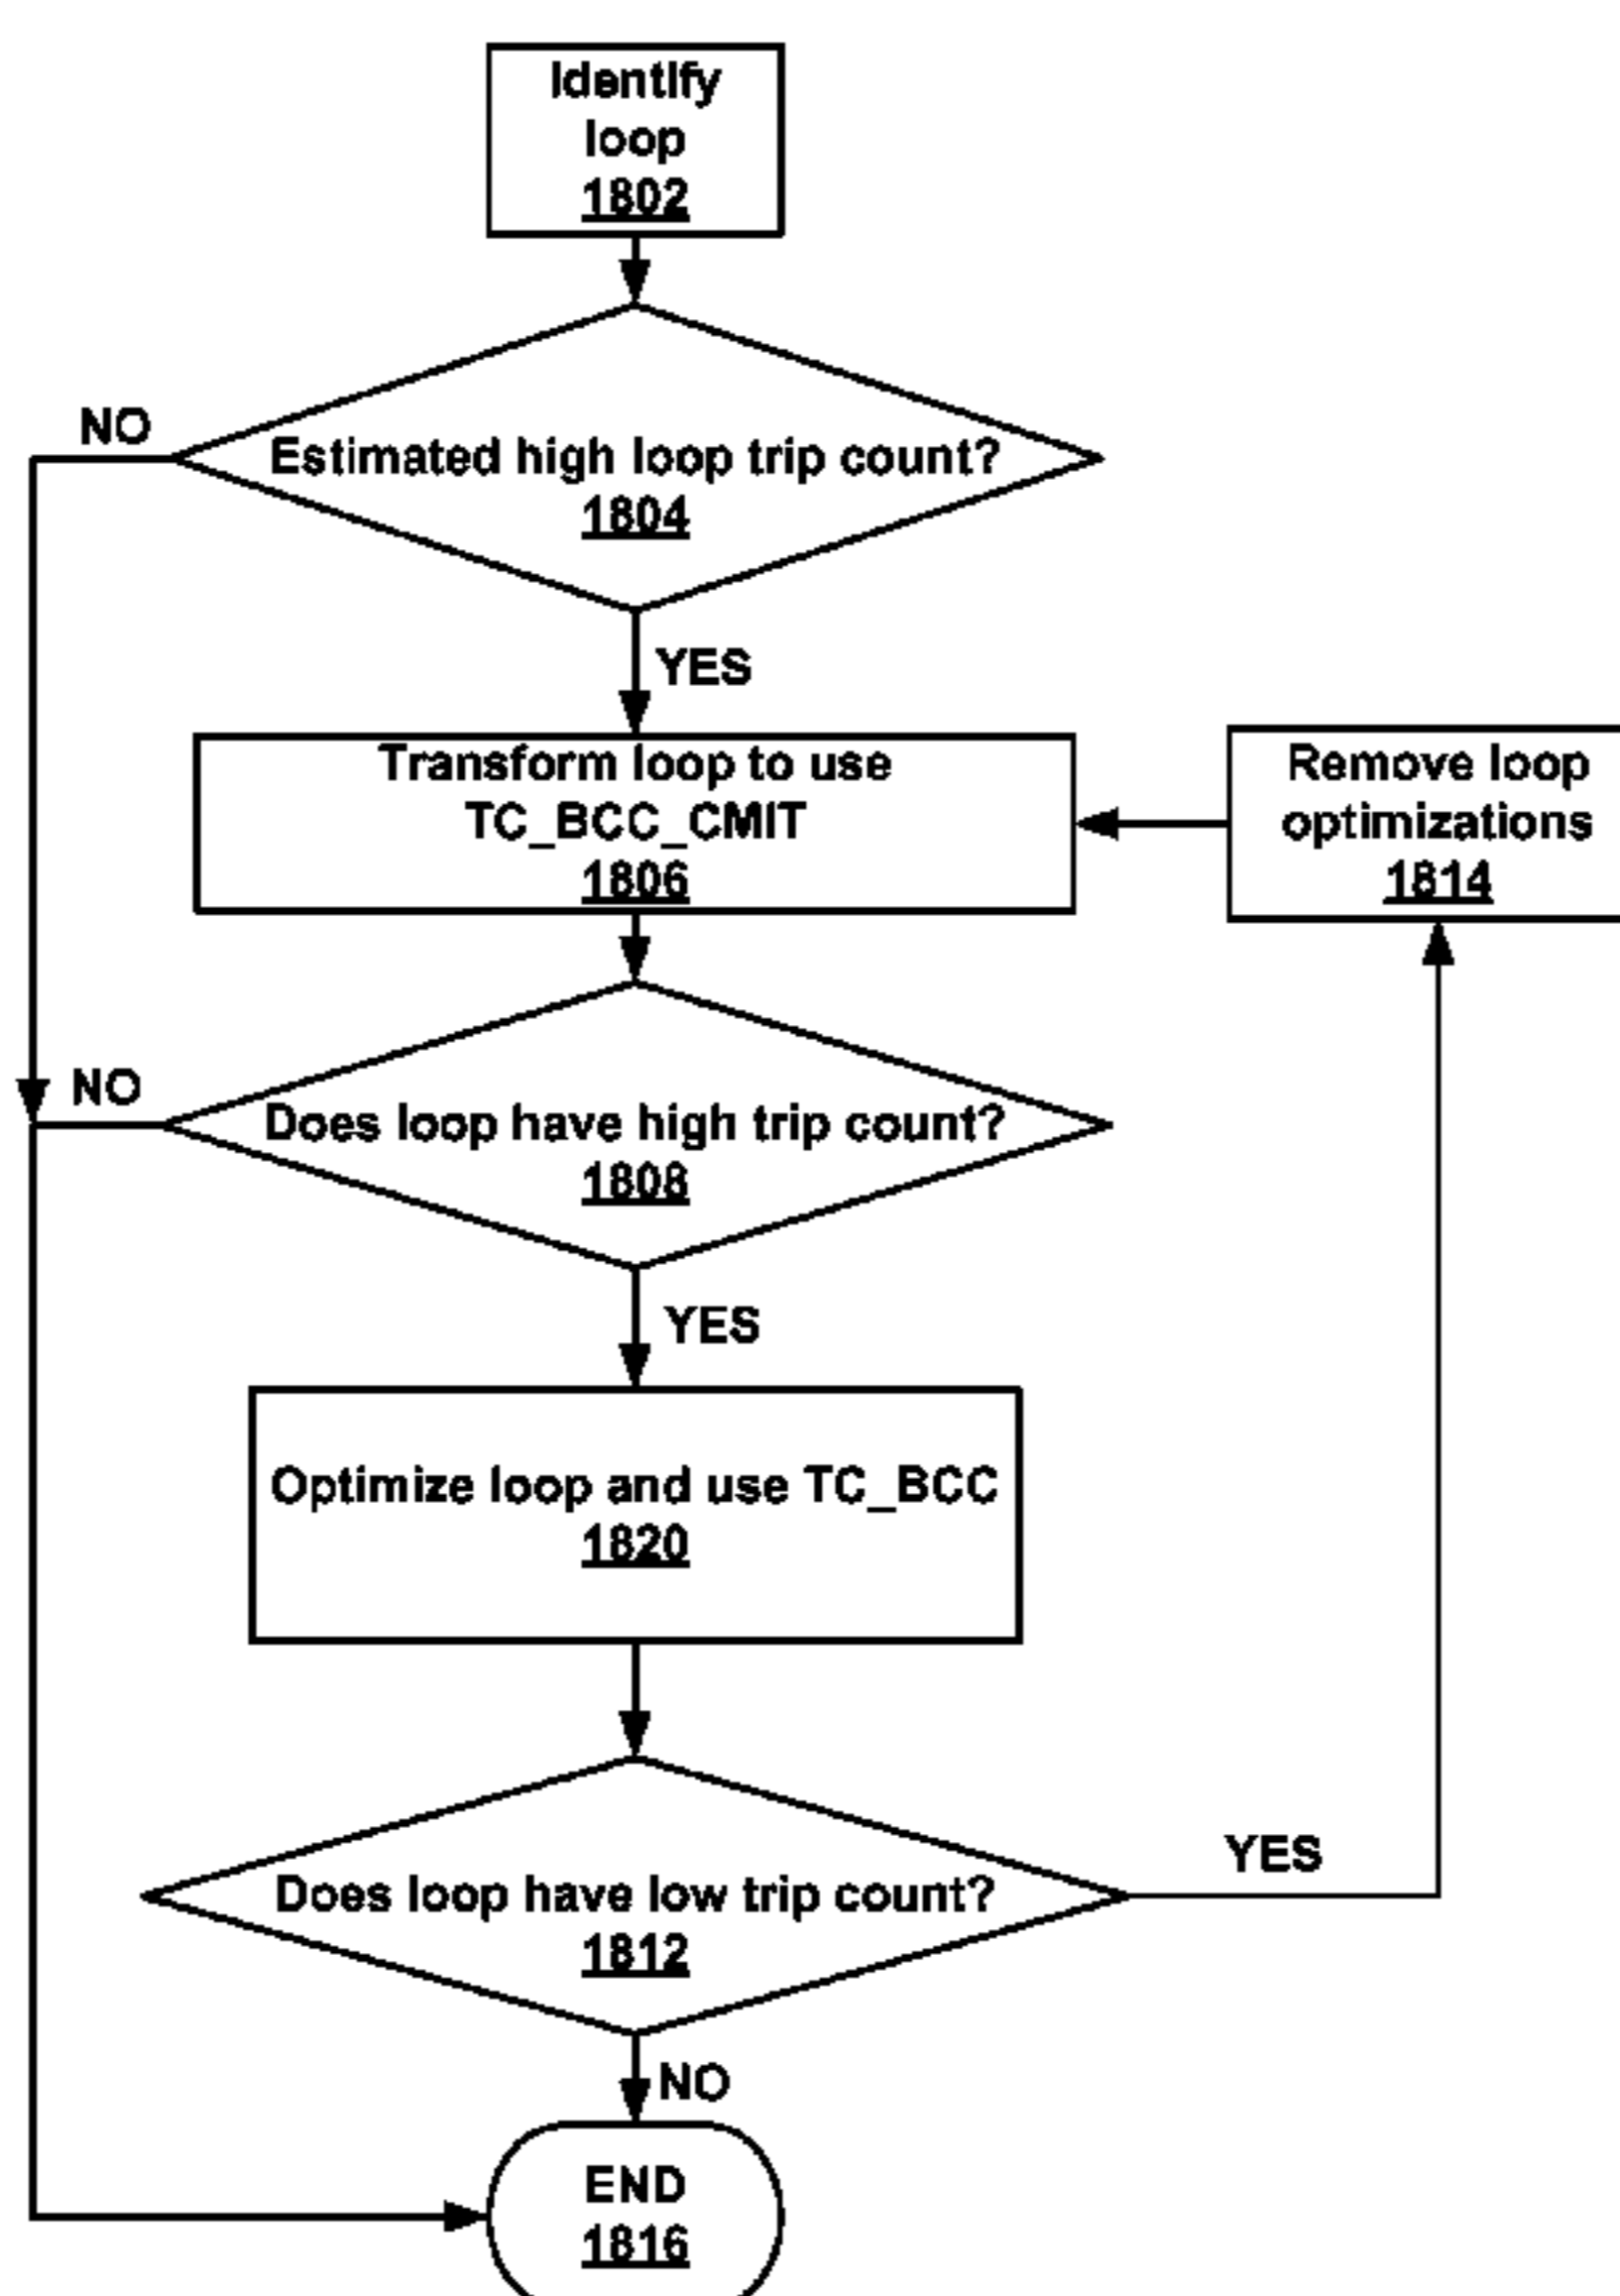 Identify
loop
1802
Estimated high loop trip count?
1804
NO
YES
Transform loop to use
TC_BCC_CMIT
1806
Remove loop
optimizations
1814
NO
Does loop have high trip count?
1808
YES
Optimize loop and use TC_BCC
1820
Does loop have low trip count?
1812
YES
NO
END
1816